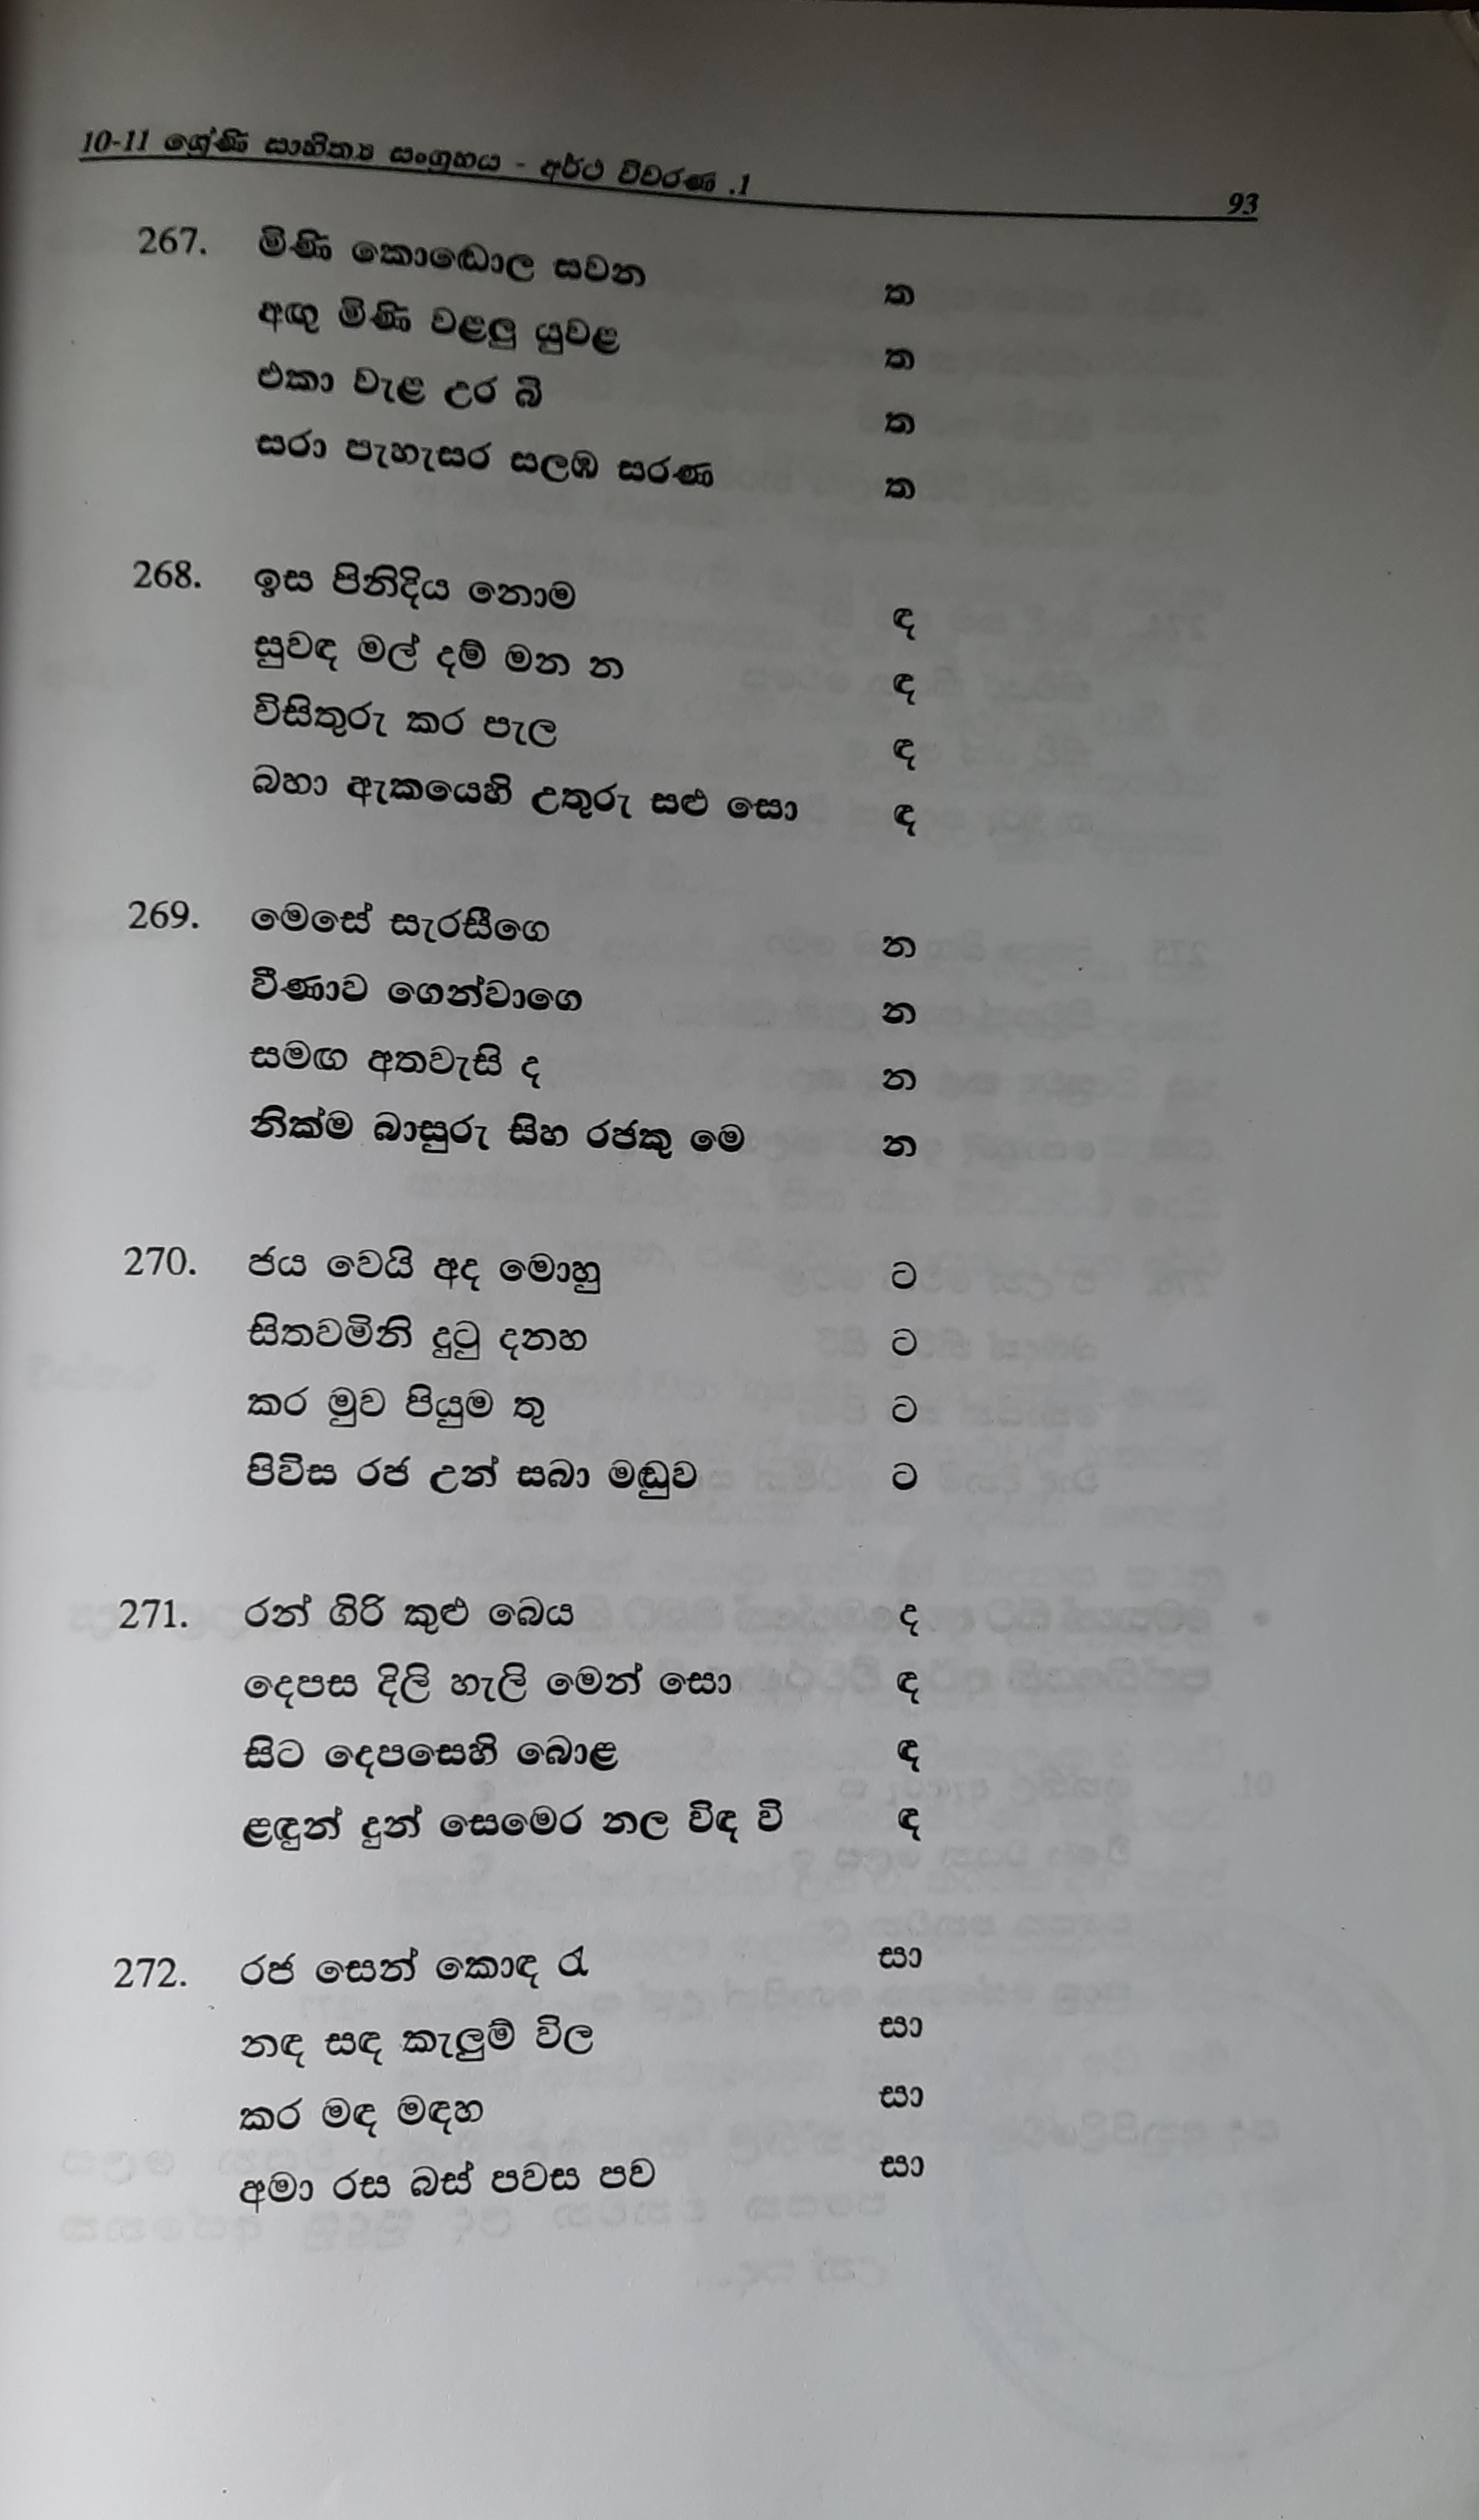 10-11 ශ්‍රේණි සාහිත්‍ය සංග්‍රහය - අර්ථ විවරණ .1 93
267. මිණි කොඬොල සවන ත
අඟු මිණි වළලු යුවළ ත
එකා වැළ උර බි ත
සරා පැහැසර සලඹ සරණ ත
268. ඉස පිනිදිය නොම ඳ
සුවඳ මල් දම් මන න ඳ
විසිතුරු කර පැල ඳ
බහා ඇකයෙහි උතුරු සළු සො ඳ
269. මෙසේ සැරසීගෙ න
වීණාව ගෙන්වාගෙ න
සමඟ අතවැසි ද න
නික්ම බාසුරු සිහ රජකු මෙ න
270. ජය වෙයි අද මොහු ට
සිතවමිනි දුටු දනහ ට
කර මුව පියුම තු ට
පිවිස රජ උන් සබා මඬුව ට
271. රන් ගිරි කුළු බෙය ද
දෙපස දිලි හැලි මෙන් සො ඳ
සිට දෙපසෙහි බොළ ඳ
ළඳුන් දුන් සෙමෙර නල විඳ වි ඳ
272. රජ සෙන් කොඳ රැ සා
නඳ සඳ කැලුම් විල සා
කර මඳ මඳහ සා
අමා රස බස් පවස පව සා